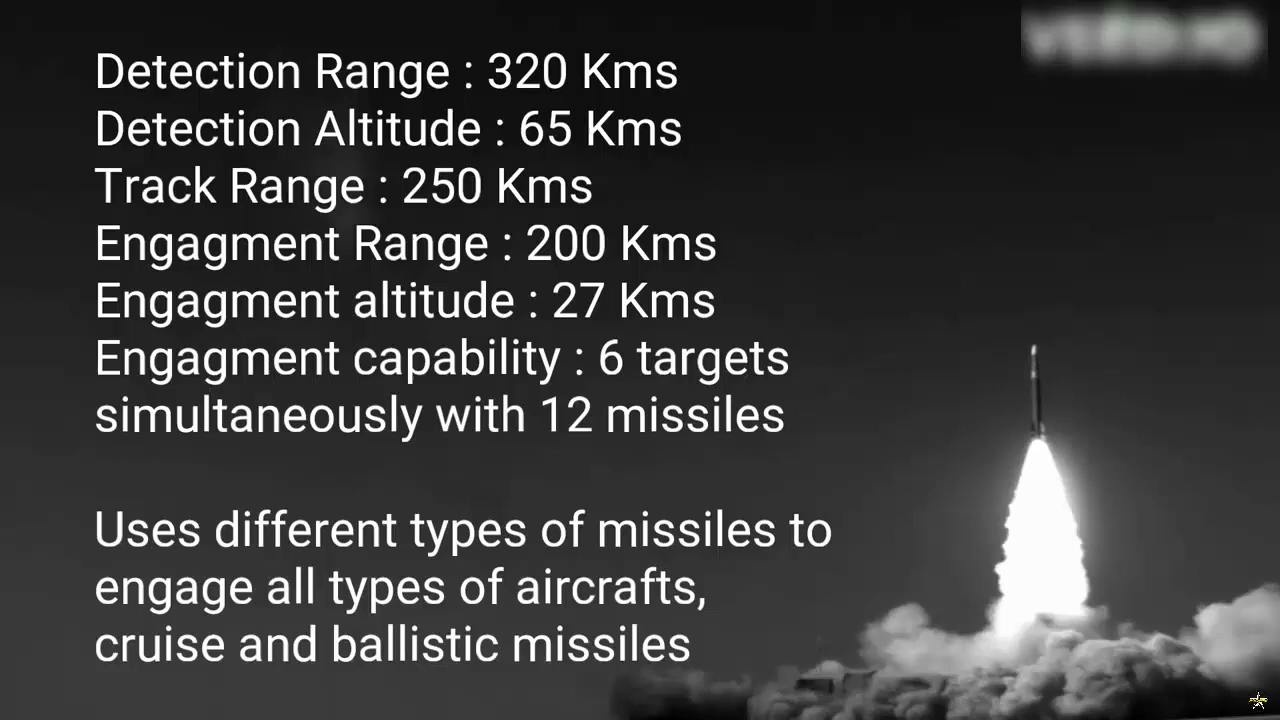 Detection Range : 320 Kms
Detection Altitude : 65 Kms
Track Range : 250 Kms
Engagment Range : 200 Kms
Engagment altitude : 27 Kms
Engagment capability : 6 targets
simultaneously with 12 missiles
Uses different types of missiles to
engage all types of aircrafts,
cruise and ballistic missiles